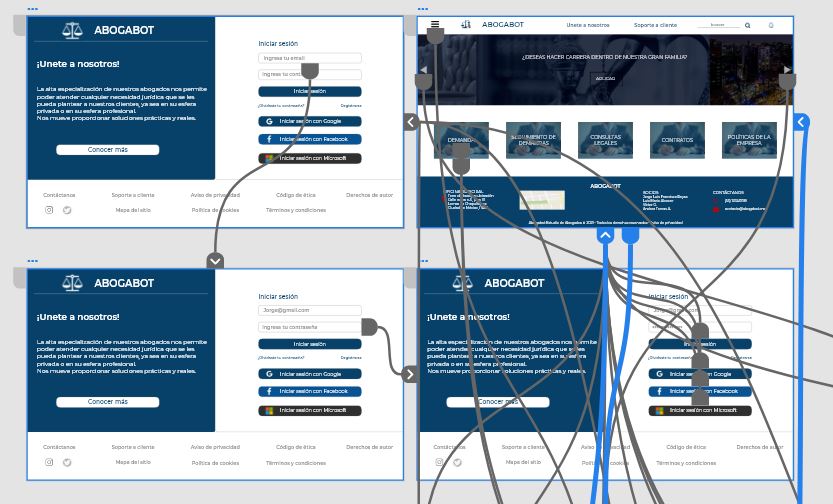 ABOGABOT
¡Unete a nosotros!
La alta especialización de nuestros abogados nos permite
poder atender cualquier necesidad jurídica que se les
pueda plantear a nuestros clientes, ya sea en su esfera
privada o en su esfera profesional.
Nos mueve proporcionar soluciones prácticas y reales.
Conocer más
Iniciar sesión
Ingrese tu email
Ingrese tu
Iniciar sesión
¿Olvidaste tu contraseña? Registrese
Iniciar sesión con Google
Iniciar sesión con Facebook
Iniciar sesión con Microsoft
Contáctanos Soporte a cliente Aviso de privacidad Código de ética Derechos de autor
Mapa del sitio Política de cookies Términos y condiciones
ABOGABOT Unete a nosotros Soporte a cliente buscar
¿DESEAS HACER CARRERA DENTRO DE NUESTRA GRAN FAMILIA?
APLICAD
DEMANDA
SEGUIMIENTO DE
DEMANDAS
CONSULTAS
LEGALES
CONTRATOS
POLÍTICAS DE LA
EMPRESA
ABOGABOT
SOCIOS
CONTÁCTANOS
ABOGABOT
¡Unete a nosotros!
La alta especialización de nuestros abogados nos permite
poder atender cualquier necesidad jurídica que se les
pueda plantear a nuestros clientes, ya sea en su esfera
privada o en su esfera profesional.
Nos mueve proporcionar soluciones prácticas y reales.
Conocer más
Iniciar sesión
Jorge@gmail.com
Ingrese tu contraseña
Iniciar sesión
¿Olvidaste tu contraseña? Registrese
Iniciar sesión con Google
Iniciar sesión con Facebook
Iniciar sesión con Microsoft
Contáctanos Soporte a cliente Aviso de privacidad Código de ética Derechos de autor
Mapa del sitio Política de cookies Términos y condiciones
ABOGABOT
¡Unete a nosotros!
La alta especialización de nuestros abogados nos permite
poder atender cualquier necesidad jurídica que se les
pueda plantear a nuestros clientes, ya sea en su esfera
privada o en su esfera profesional.
Nos mueve proporcionar soluciones prácticas y reales.
Conocer más
Iniciar sesión
Jorge@gmail.com
Iniciar sesión
¿Olvidaste tu contraseña? Registrese
Iniciar sesión con Google
Iniciar sesión con Facebook
Iniciar sesión con Microsoft
Contáctanos Soporte a cliente Aviso de privacidad Código de ética Derechos de autor
Mapa del sitio Política de cookies Términos y condiciones